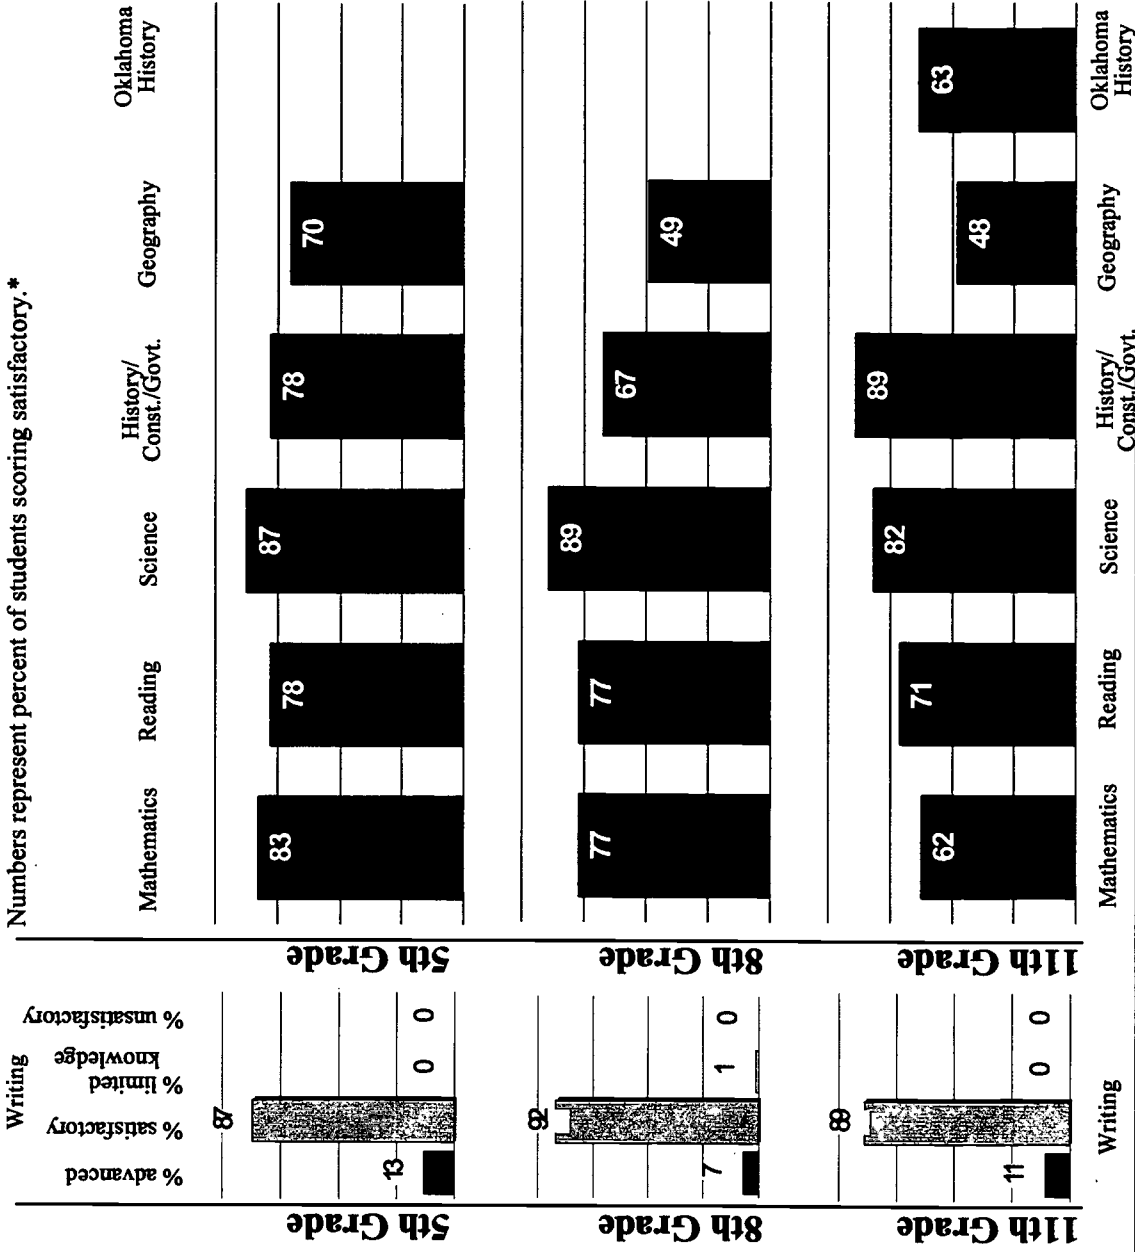 Numbers represent percent of students scoring satisfactory.*
Writing
% advanced
% satisfactory
% limited
knowledge
% unsatisfactory
Mathematics
Reading
Science
History/
Const./Govt.
Geography
Oklahoma
History
5th Grade
13
87
0
0
5th Grade
83
78
87
78
70
8th Grade
7
92
1
0
8th Grade
77
77
89
67
49
11th Grade
11
89
0
0
11th Grade
62
71
82
89
48
63
Writing
Mathematics
Reading
Science
History/
Const./Govt.
Geography
Oklahoma
History